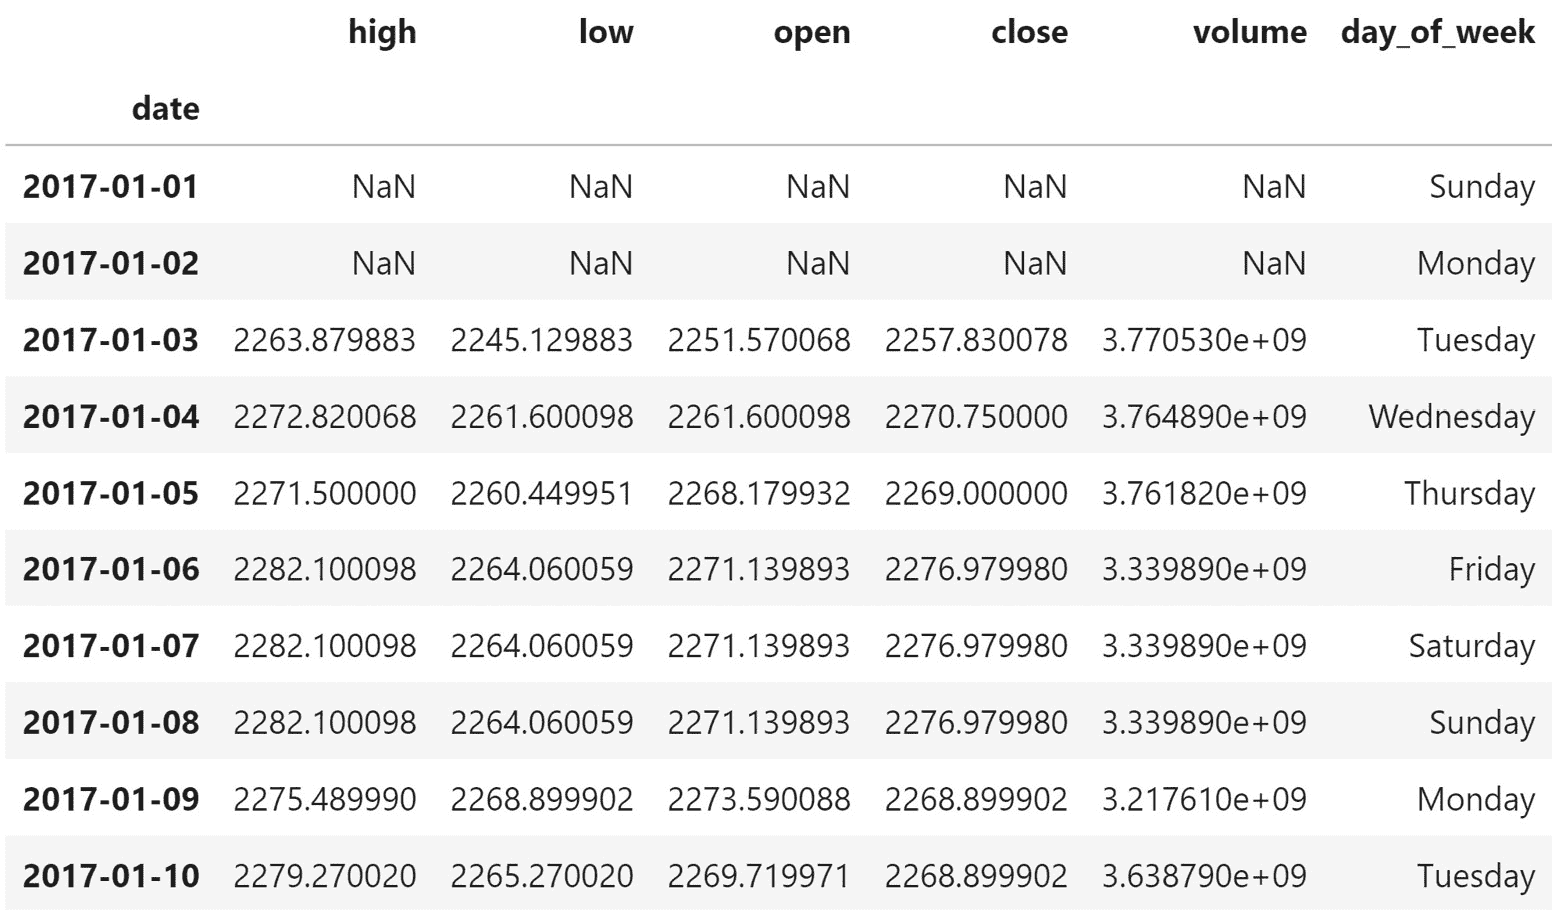 high low open close volume day_of_week
date
2017-01-01 NaN NaN NaN NaN NaN Sunday
2017-01-02 NaN NaN NaN NaN NaN Monday
2017-01-03 2263.879883 2245.129883 2251.570068 2257.830078 3.770530e+09 Tuesday
2017-01-04 2272.820068 2261.600098 2261.600098 2270.750000 3.764890e+09 Wednesday
2017-01-05 2271.500000 2260.449951 2268.179932 2269.000000 3.761820e+09 Thursday
2017-01-06 2282.100098 2264.060059 2271.139893 2276.979980 3.339890e+09 Friday
2017-01-07 2282.100098 2264.060059 2271.139893 2276.979980 3.339890e+09 Saturday
2017-01-08 2282.100098 2264.060059 2271.139893 2276.979980 3.339890e+09 Sunday
2017-01-09 2275.489990 2268.899902 2273.590088 2268.899902 3.217610e+09 Monday
2017-01-10 2279.270020 2265.270020 2269.719971 2268.899902 3.638790e+09 Tuesday